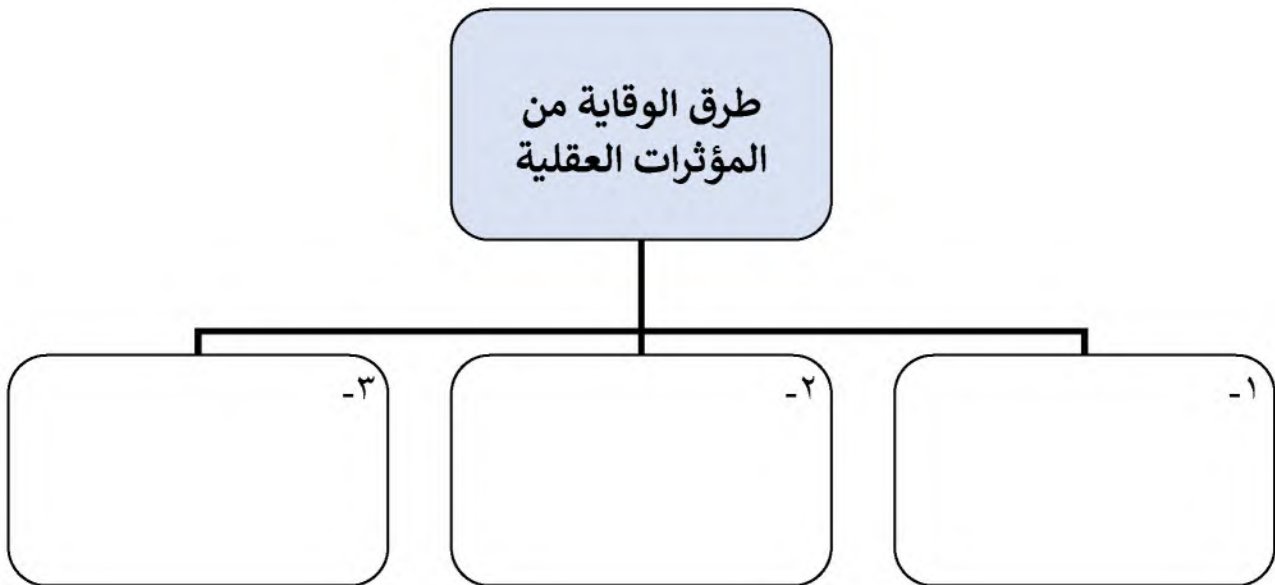 طرق الوقاية من
المؤثرات العقلية
١-
٢-
٣-